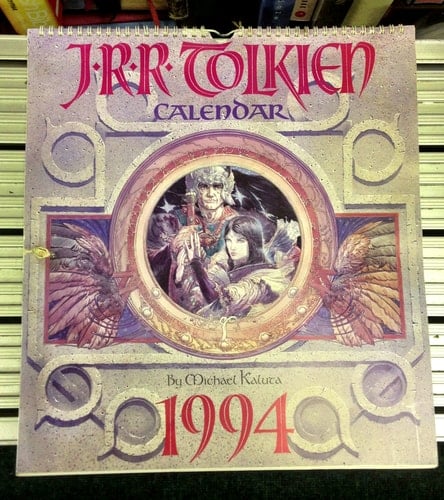 J·R·R· TOLKIEN
CALENDAR
By Michael Kaluta
1994